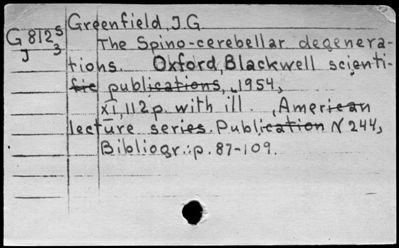 Greenfield, J.G.
G 812 s
J 3
The Spino-cerebellar degenera-
tions. Oxford, Blackwell scienti-
fic publications, 1954,
XI, 112 p. with ill. (American
lecture series. Publication N 244,
Bibliogr.: p. 87-109.